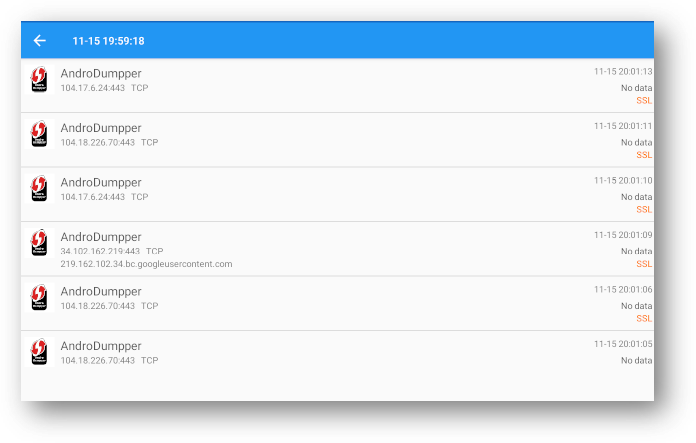 11-15 19:59:18
AndroDumpper
11-15 20:01:13
104.17.6.24:443 TCP
No data
SSL
AndroDumpper
11-15 20:01:11
104.18.226.70:443 TCP
No data
SSL
AndroDumpper
11-15 20:01:10
104.17.6.24:443 TCP
No data
SSL
AndroDumpper
11-15 20:01:09
34.102.162.219:443 TCP
No data
219.162.102.34.bc.googleusercontent.com
SSL
AndroDumpper
11-15 20:01:06
104.18.226.70:443 TCP
No data
SSL
AndroDumpper
11-15 20:01:05
104.18.226.70:443 TCP
No data